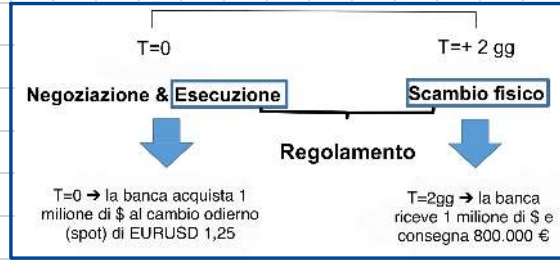 T=0 T=+ 2 gg
Negoziazione & Esecuzione Scambio fisico
Regolamento
T=0 ➔ la banca acquista 1
milione di $ al cambio odierno
(spot) di EURUSD 1,25
T=2gg ➔ la banca
riceve 1 milione di $ e
consegna 800.000 €